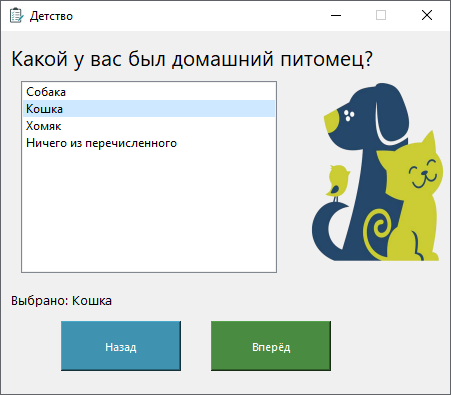 Детство
Какой у вас был домашний питомец?
Собака
Кошка
Хомяк
Ничего из перечисленного
Выбрано: Кошка
Назад
Вперёд